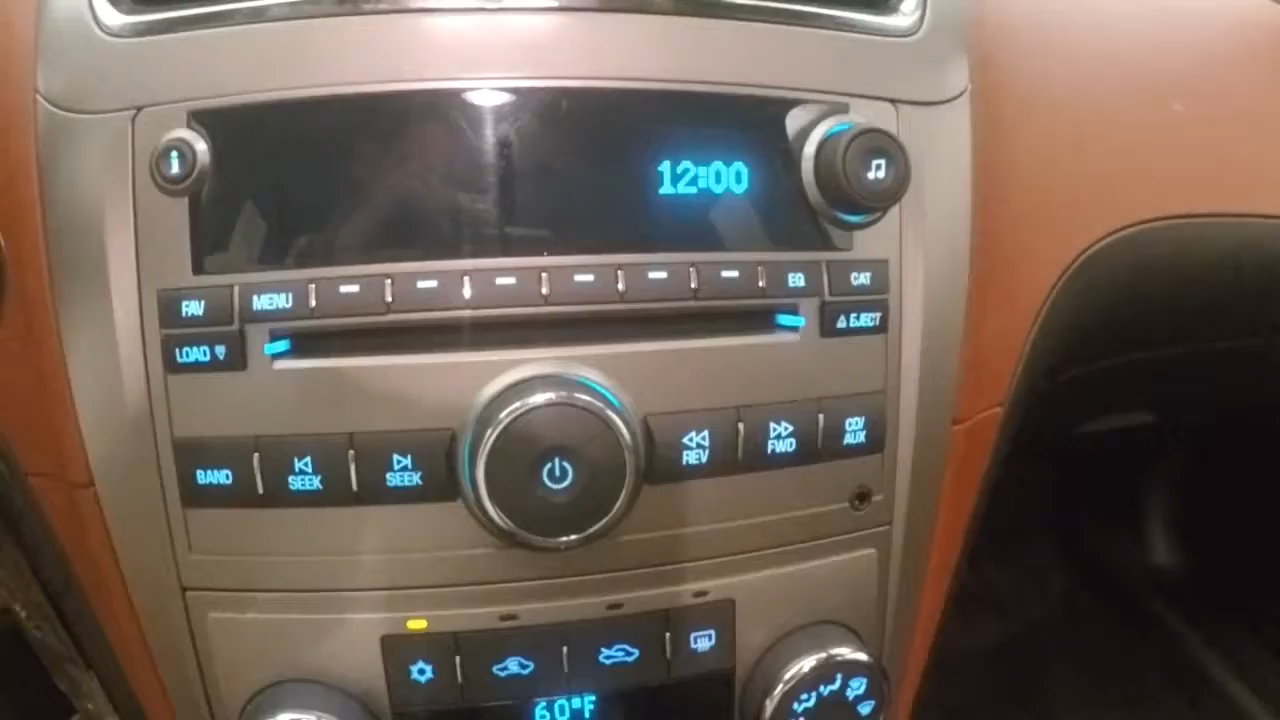 i
12:00
FAV
MENU
EQ
CAT
LOAD
EJECT
BAND
SEEK
SEEK
REV
FWD
CD/
AUX
60°F